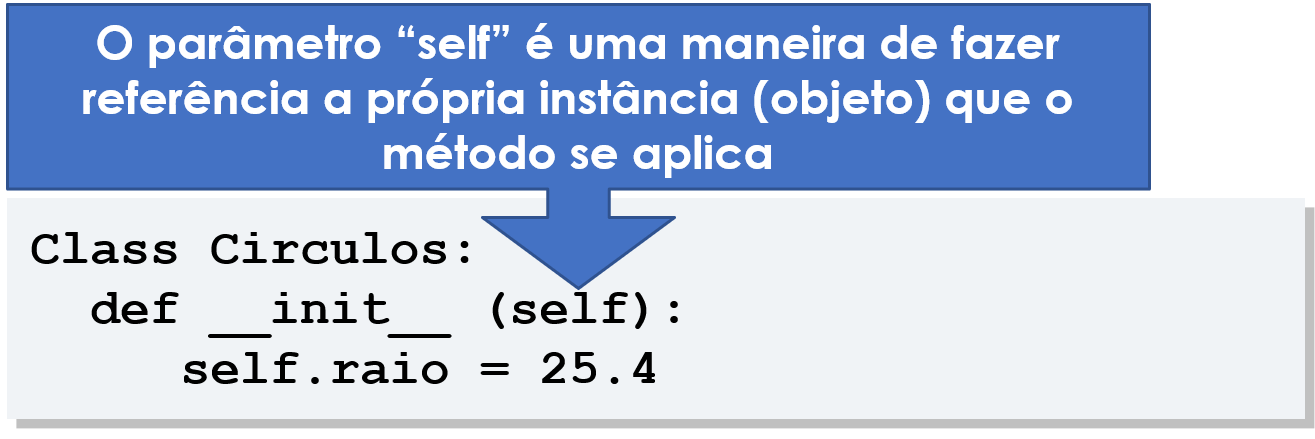 O parâmetro “self” é uma maneira de fazer
referência a própria instância (objeto) que o
método se aplica
Class Circulos:
def __init__ (self):
self.raio = 25.4